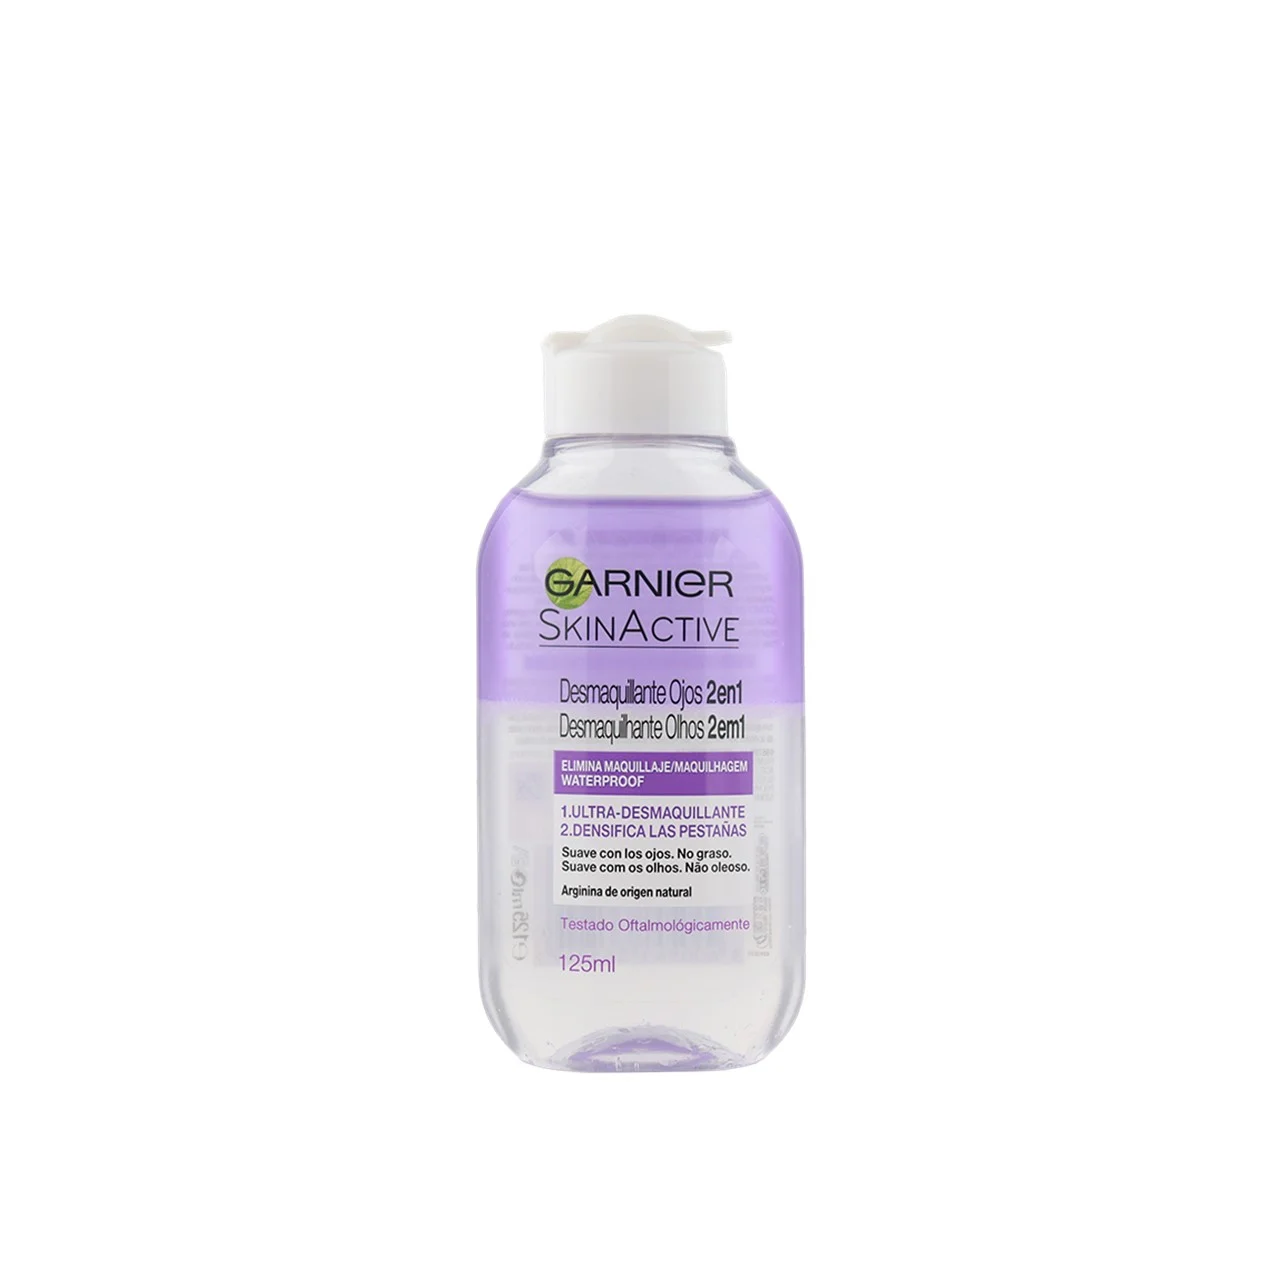 GARNIER
SKINACTIVE
Desmaquillante Ojos 2en1
Desmaquilhante Olhos 2em1
ELIMINA MAQUILLAJE/MAQUILHAGEM
WATERPROOF
1.ULTRA-DESMAQUILLANTE
2.DENSIFICA LAS PESTAÑAS
Suave con los ojos. No graso.
Suave com os olhos. Não oleoso.
Arginina de origen natural
Testado Oftalmológicamente
125ml
e125ml